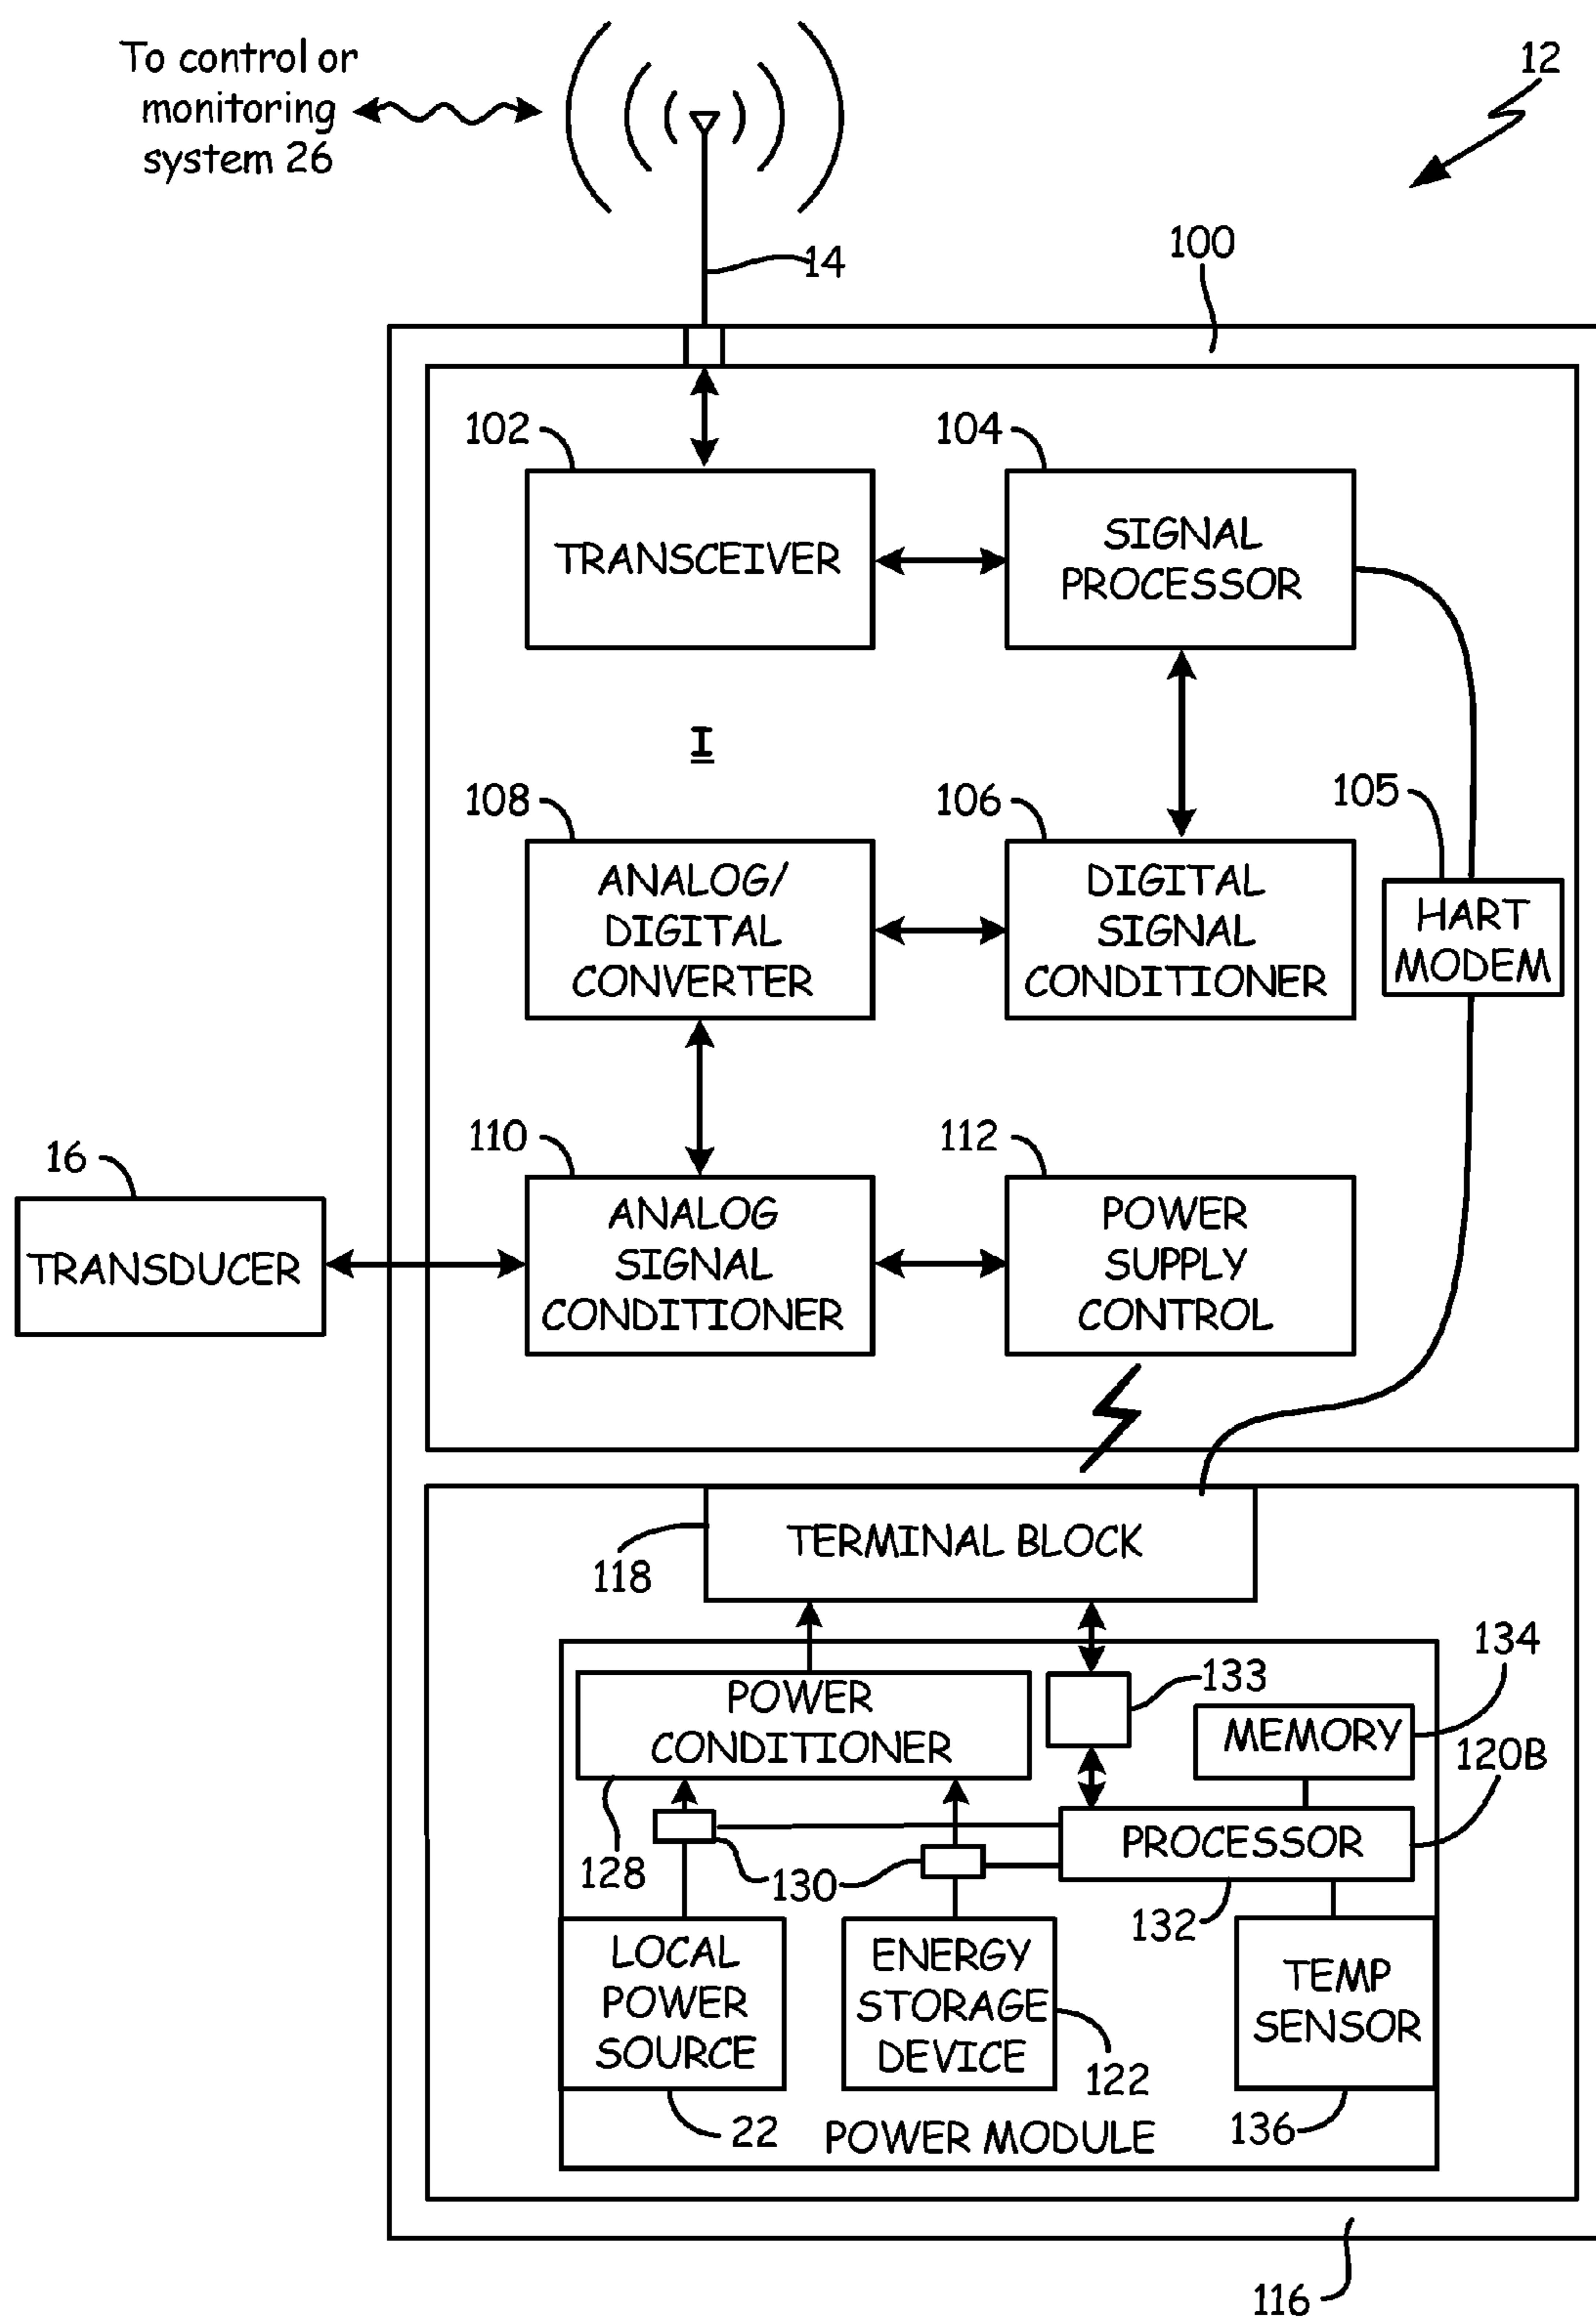 To control or
monitoring
system 26
12
14
100
102
104
TRANSCEIVER
SIGNAL
PROCESSOR
I
108
106
105
ANALOG/
DIGITAL
CONVERTER
DIGITAL
SIGNAL
CONDITIONER
HART
MODEM
110
112
16
TRANSDUCER
ANALOG
SIGNAL
CONDITIONER
POWER
SUPPLY
CONTROL
TERMINAL BLOCK
118
134
133
POWER
CONDITIONER
MEMORY
120B
PROCESSOR
128
130
132
LOCAL
POWER
SOURCE
ENERGY
STORAGE
DEVICE
TEMP
SENSOR
122
22
POWER MODULE
136
116